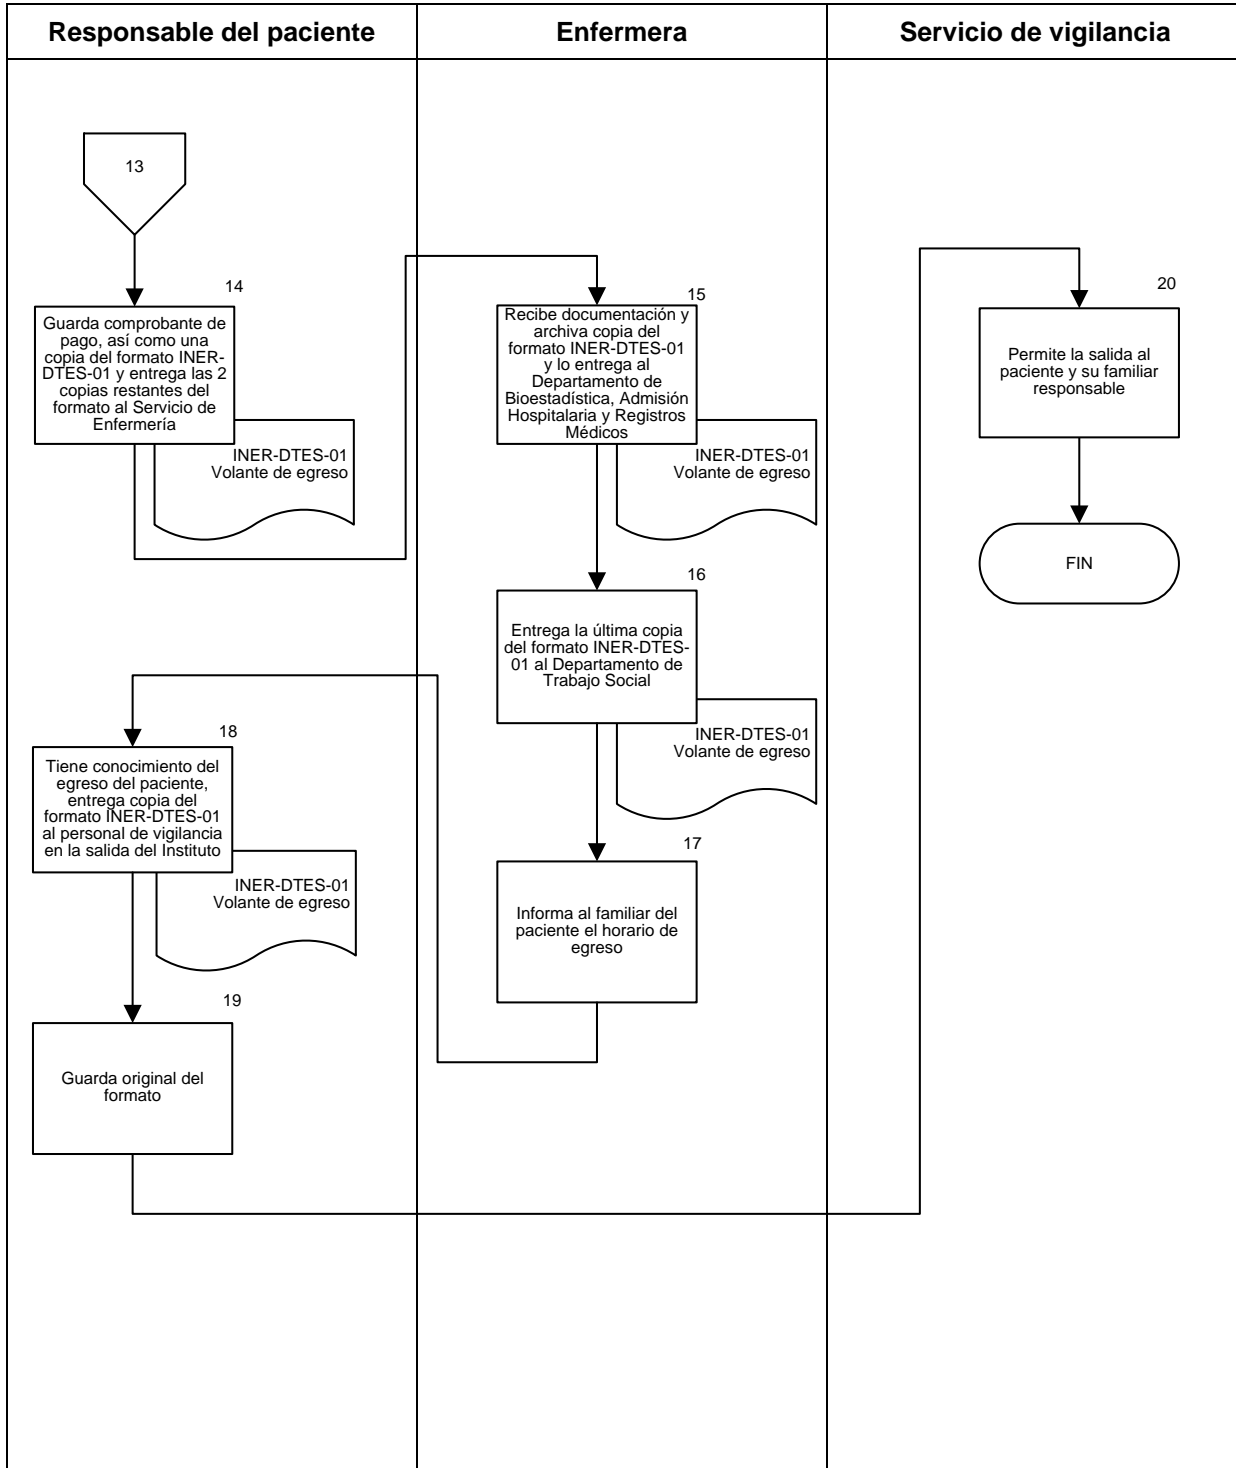 Responsable del paciente
Enfermera
Servicio de vigilancia
13
14
Guarda comprobante de
pago, así como una
copia del formato INER-
DTES-01 y entrega las 2
copias restantes del
formato al Servicio de
Enfermería
INER-DTES-01
Volante de egreso
15
Recibe documentación y
archiva copia del
formato INER-DTES-01
y lo entrega al
Departamento de
Bioestadística, Admisión
Hospitalaria y Registros
Médicos
INER-DTES-01
Volante de egreso
16
Entrega la última copia
del formato INER-DTES-
01 al Departamento de
Trabajo Social
INER-DTES-01
Volante de egreso
17
Informa al familiar del
paciente el horario de
egreso
18
Tiene conocimiento del
egreso del paciente,
entrega copia del
formato INER-DTES-01
al personal de vigilancia
en la salida del Instituto
INER-DTES-01
Volante de egreso
19
Guarda original del
formato
20
Permite la salida al
paciente y su familiar
responsable
FIN